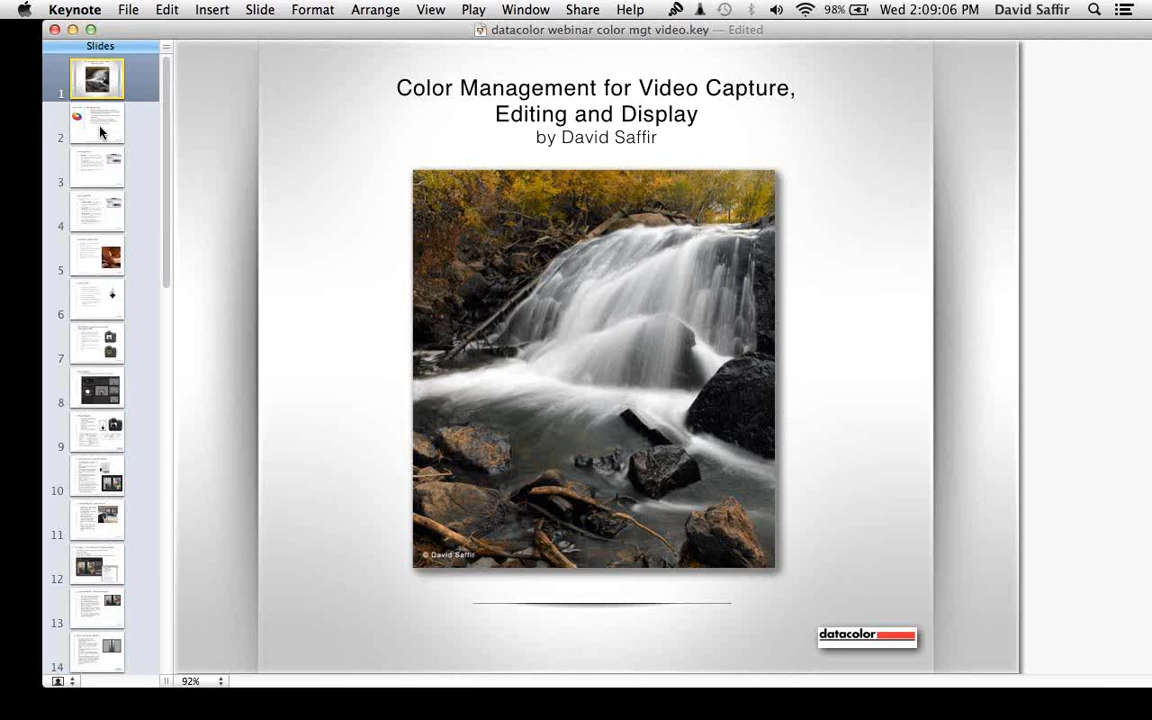 Keynote File Edit Insert Slide Format Arrange View Play Window Share Help 98% Wed 2:09:06 PM David Saffir
datacolor webinar color mgt video.key — Edited
Slides
1
2
3
4
5
6
7
8
9
10
11
12
13
14
Color Management for Video Capture,
Editing and Display
by David Saffir
© David Saffir
datacolor
92%